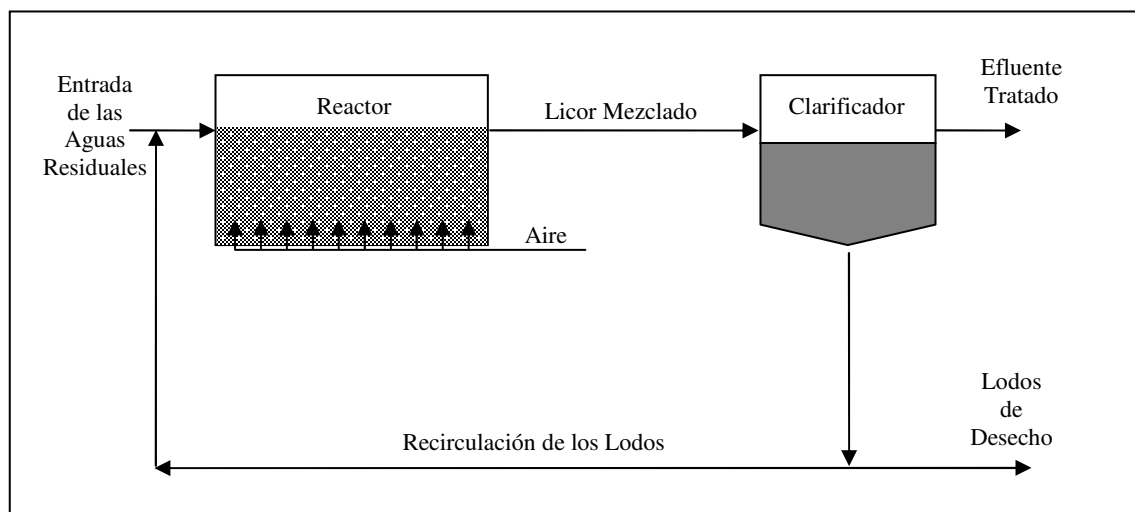 Entrada
de las
Aguas
Residuales
Reactor
Licor Mezclado
Clarificador
Efluente
Tratado
Aire
Recirculación de los Lodos
Lodos
de
Desecho